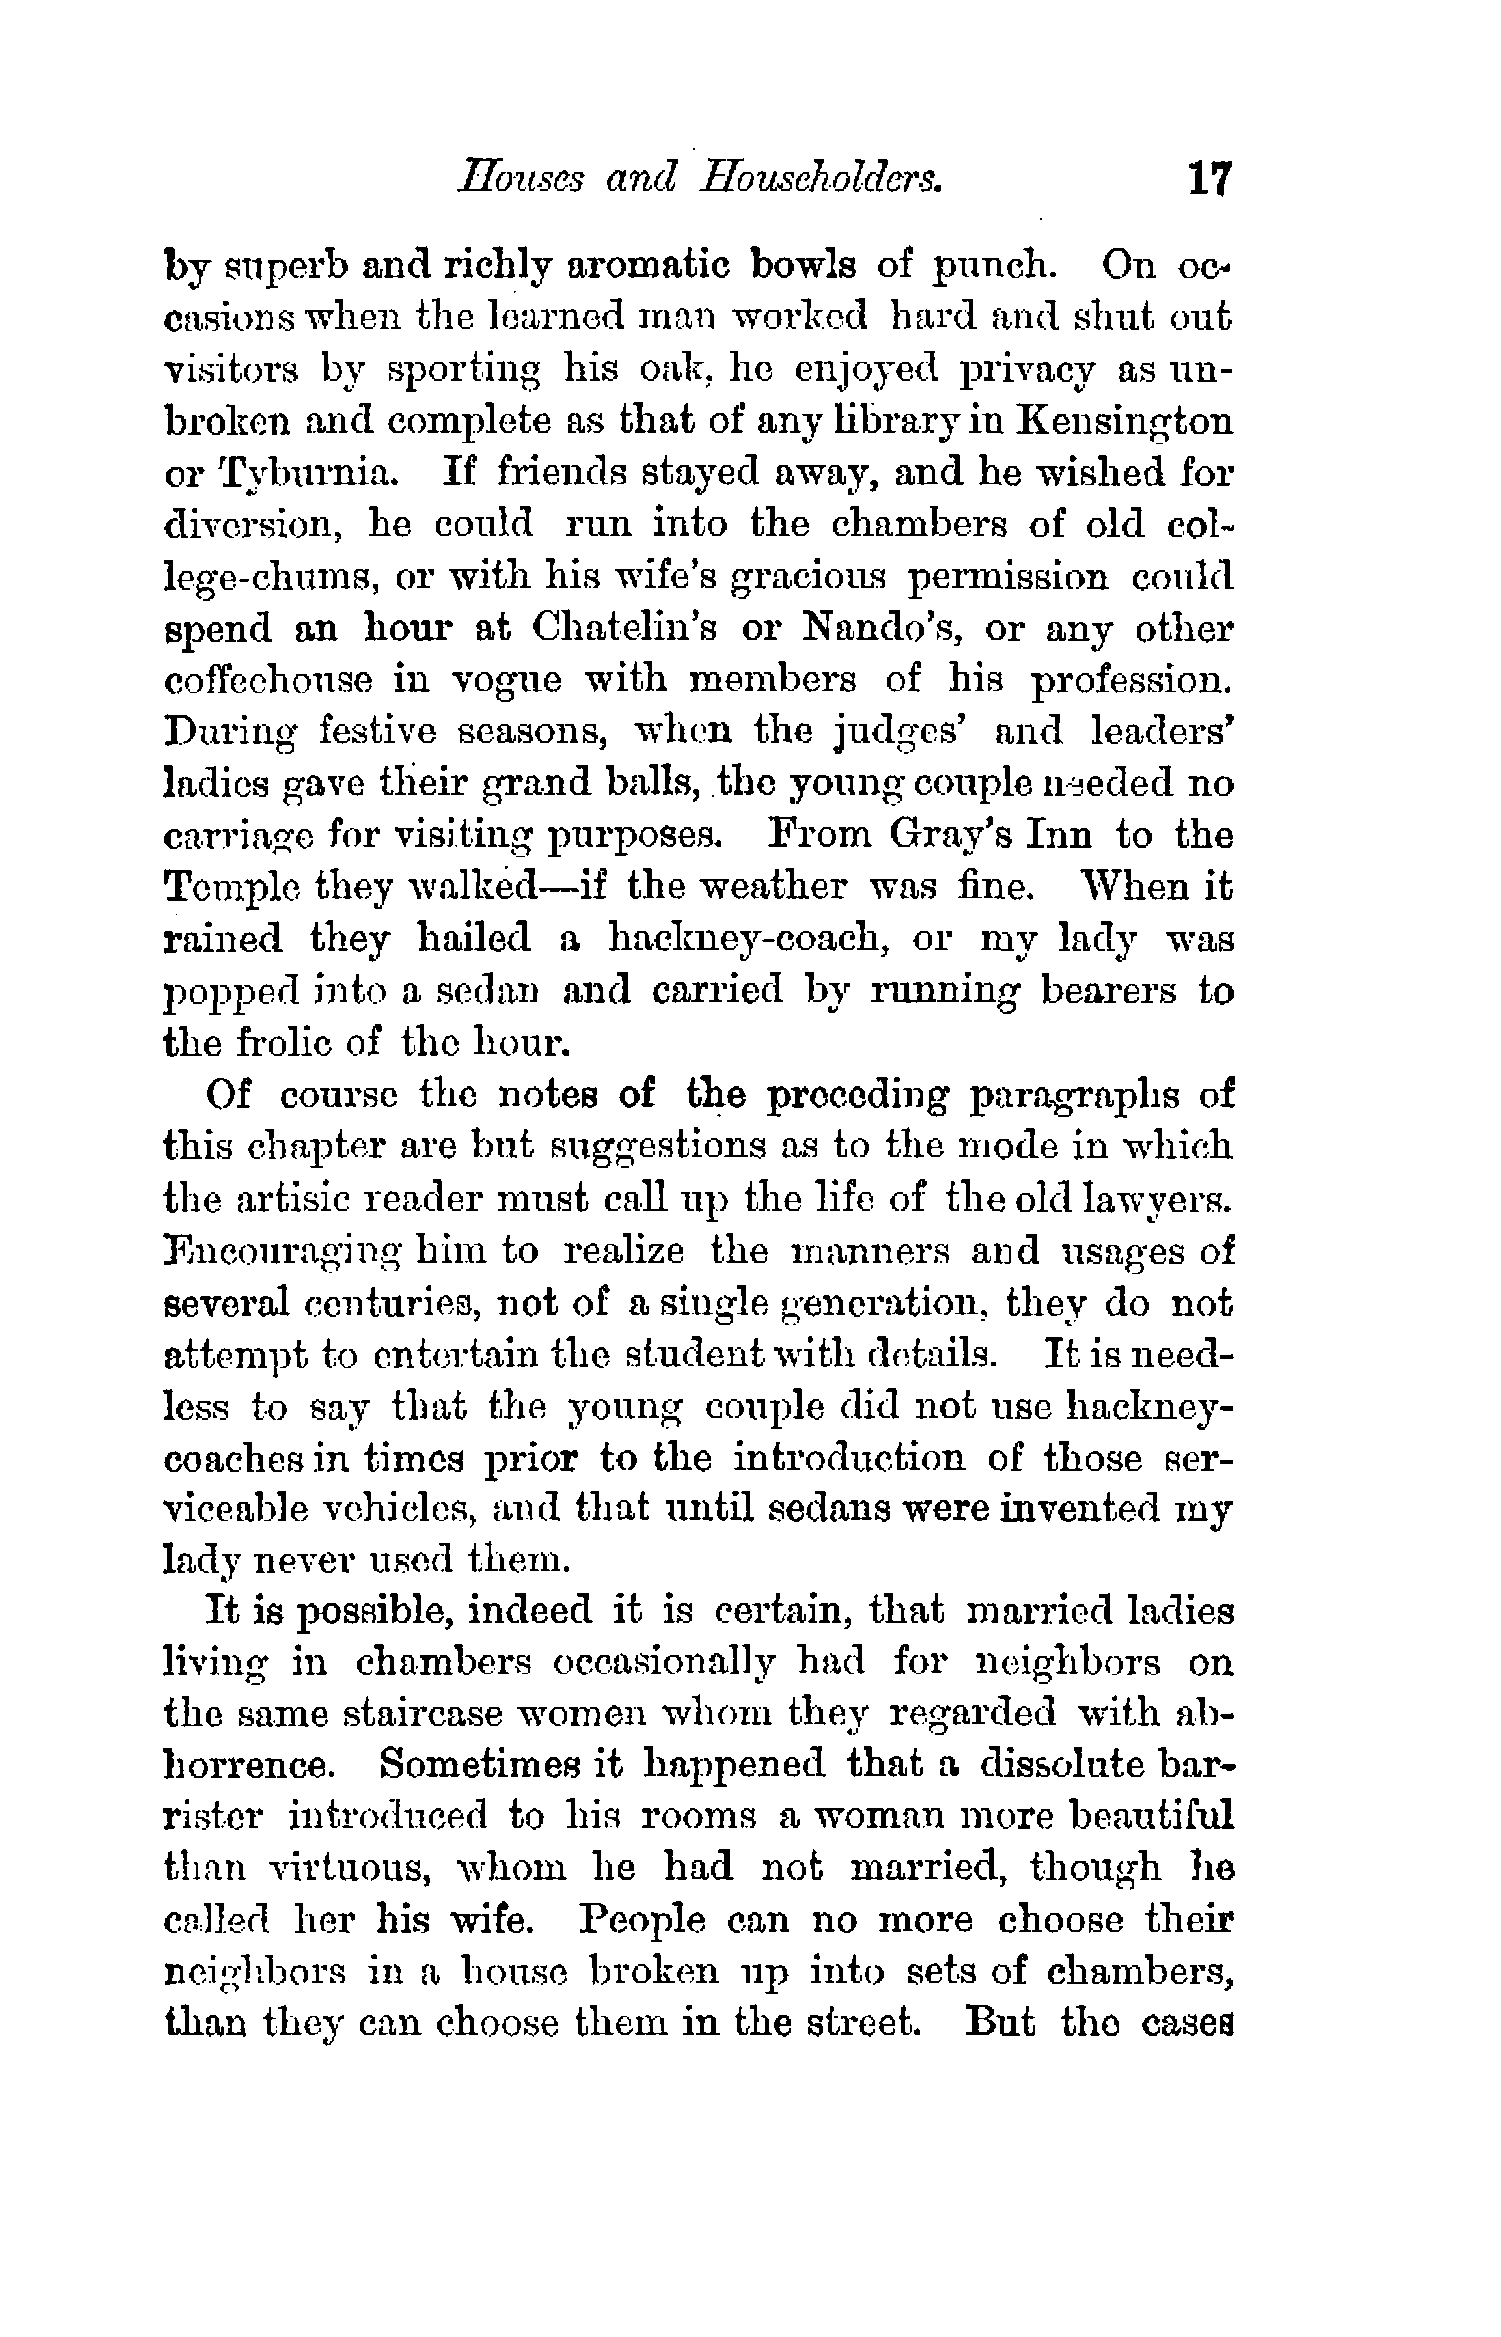 Houses and Householders. 17
by superb and richly aromatic bowls of punch. On oc-
casions when the learned man worked hard and shut out
visitors by sporting his oak, he enjoyed privacy as un-
broken and complete as that of any library in Kensington
or Tyburnia. If friends stayed away, and he wished for
diversion, he could run into the chambers of old col-
lege-chums, or with his wife's gracious permission could
spend an hour at Chatelin's or Nando's, or any other
coffeehouse in vogue with members of his profession.
During festive seasons, when the judges' and leaders'
ladies gave their grand balls, the young couple needed no
carriage for visiting purposes. From Gray's Inn to the
Temple they walked—if the weather was fine. When it
rained they hailed a hackney-coach, or my lady was
popped into a sedan and carried by running bearers to
the frolic of the hour.
Of course the notes of the preceding paragraphs of
this chapter are but suggestions as to the mode in which
the artisic reader must call up the life of the old lawyers.
Encouraging him to realize the manners and usages of
several centuries, not of a single generation, they do not
attempt to entertain the student with details. It is need-
less to say that the young couple did not use hackney-
coaches in times prior to the introduction of those ser-
viceable vehicles, and that until sedans were invented my
lady never used them.
It is possible, indeed it is certain, that married ladies
living in chambers occasionally had for neighbors on
the same staircase women whom they regarded with ab-
horrence. Sometimes it happened that a dissolute bar-
rister introduced to his rooms a woman more beautiful
than virtuous, whom he had not married, though he
called her his wife. People can no more choose their
neighbors in a house broken up into sets of chambers,
than they can choose them in the street. But the cases